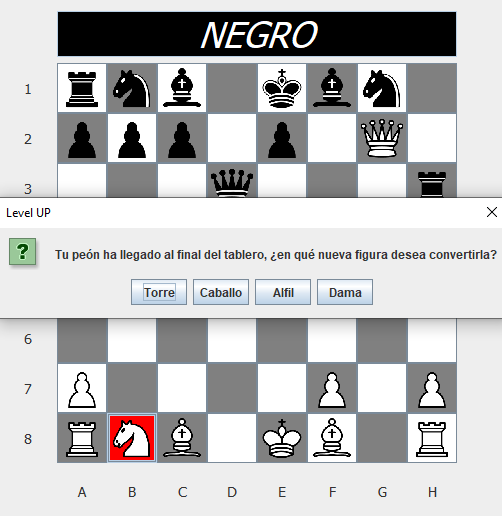 NEGRO
1
2
3
Level UP
Tu peón ha llegado al final del tablero, ¿en qué nueva figura desea convertirla?
Torre Caballo Alfil Dama
6
7
8
A B C D E F G H